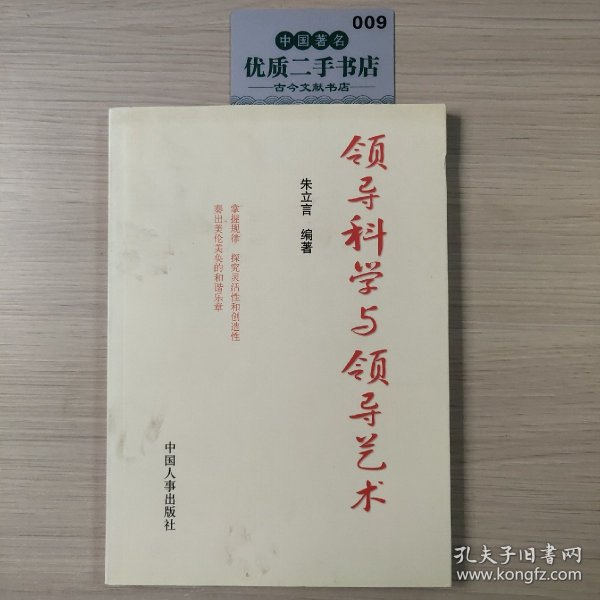 009
中国著名
优质二手书店
古今文献书店
领导科学与领导艺术
朱立言 编著
掌握规律 探究灵活性和创造性
奏出美伦美奂的和谐乐章
中国人事出版社
孔夫子旧书网
www.kongfz.com